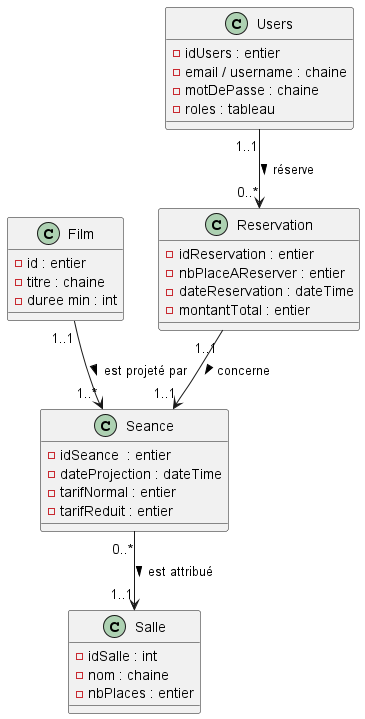 C Users
idUsers : entier
email / username : chaine
motDePasse : chaine
roles : tableau
1..1
réserve
0..*
C Film
id : entier
titre : chaine
duree min : int
C Reservation
idReservation : entier
nbPlaceAReserver : entier
dateReservation : dateTime
montantTotal : entier
1..1
est projeté par
1..*
1..1
concerne
1..1
C Seance
idSeance : entier
dateProjection : dateTime
tarifNormal : entier
tarifReduit : entier
0..*
est attribué
1..1
C Salle
idSalle : int
nom : chaine
nbPlaces : entier